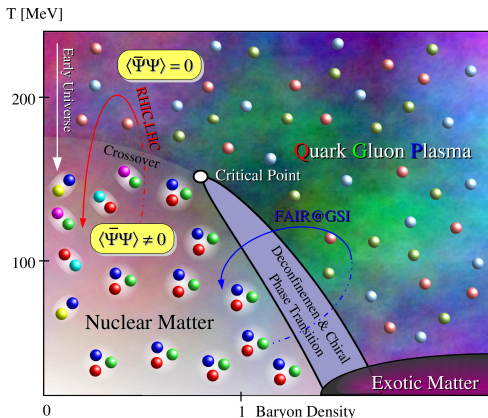 T [MeV]
200
100
0
1
Baryon Density
Early Universe
⟨Ψ̄Ψ⟩ = 0
RHIC,LHC
Crossover
⟨Ψ̄Ψ⟩ ≠ 0
Quark Gluon Plasma
Critical Point
FAIR@GSI
Deconfinemen & Chiral
Phase Transition
Nuclear Matter
Exotic Matter